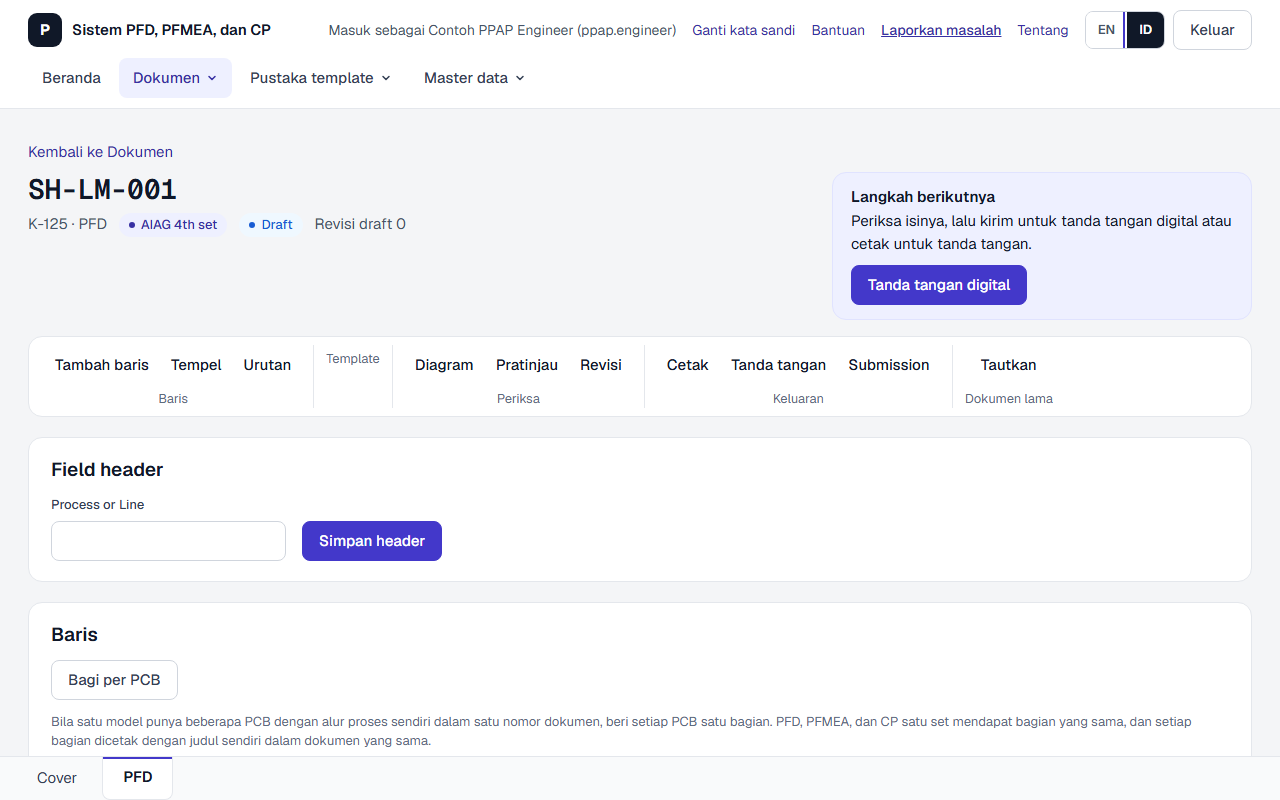 P Sistem PFD, PFMEA, dan CP
Masuk sebagai Contoh PPAP Engineer (ppap.engineer) Ganti kata sandi Bantuan Laporkan masalah Tentang EN ID Keluar
Beranda Dokumen Pustaka template Master data
Kembali ke Dokumen
SH-LM-001
K-125 · PFD AIAG 4th set Draft Revisi draft 0
Langkah berikutnya
Periksa isinya, lalu kirim untuk tanda tangan digital atau
cetak untuk tanda tangan.
Tanda tangan digital
Tambah baris Tempel Urutan
Baris
Template
Diagram Pratinjau Revisi
Periksa
Cetak Tanda tangan Submission
Keluaran
Tautkan
Dokumen lama
Field header
Process or Line
Simpan header
Baris
Bagi per PCB
Bila satu model punya beberapa PCB dengan alur proses sendiri dalam satu nomor dokumen, beri setiap PCB satu bagian. PFD, PFMEA, dan CP satu set mendapat bagian yang sama, dan setiap
bagian dicetak dengan judul sendiri dalam dokumen yang sama.
Cover PFD